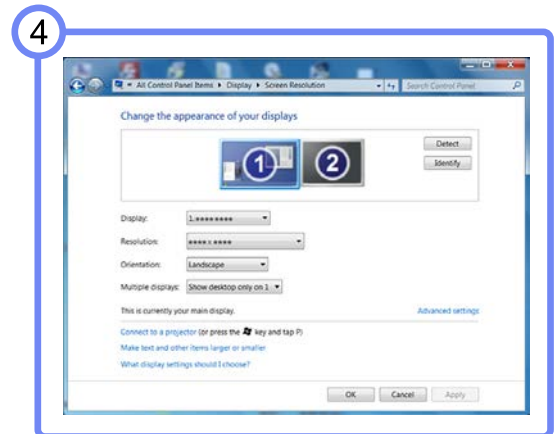 4
All Control Panel Items ▸ Display ▸ Screen Resolution
Search Control Panel
Change the appearance of your displays
1 2
Detect
Identify
Display: 1.******** 
Resolution: ****x ****
Orientation: Landscape
Multiple displays: Show desktop only on 1
This is currently your main display.
Advanced settings
Connect to a projector (or press the key and tap P)
Make text and other items larger or smaller
What display settings should I choose?
OK Cancel Apply